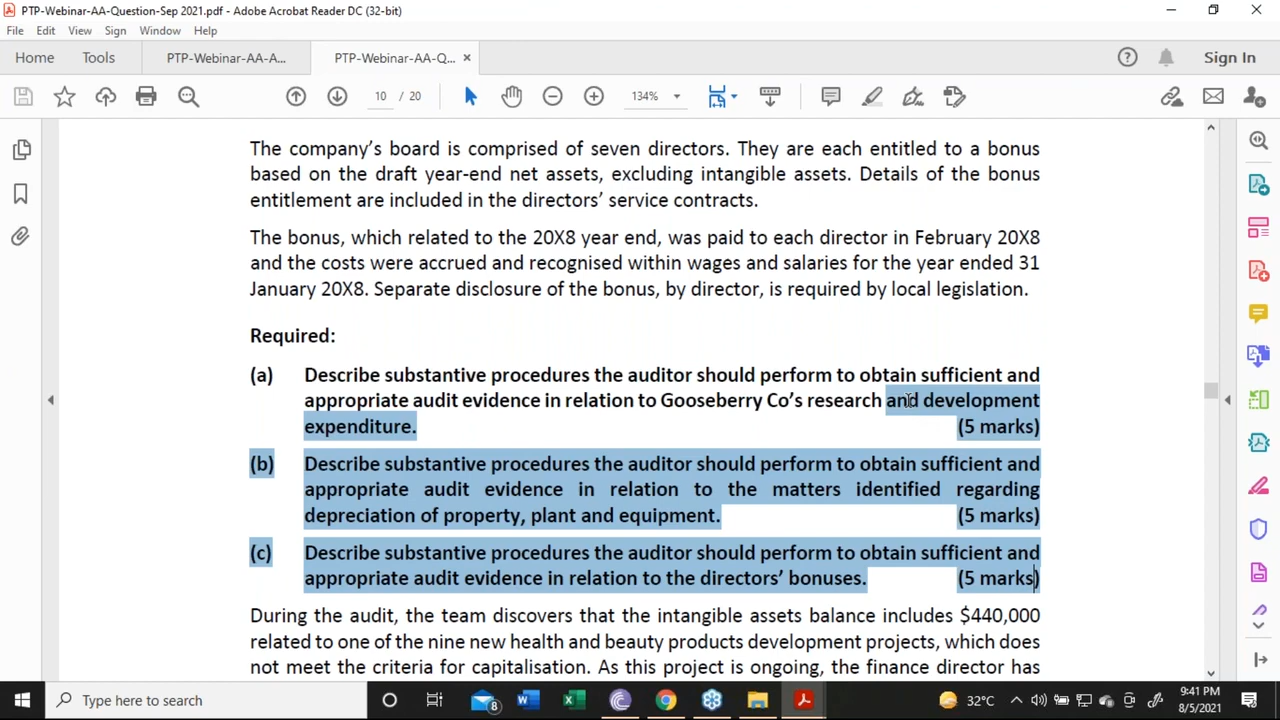 PTP-Webinar-AA-Question-Sep 2021.pdf - Adobe Acrobat Reader DC (32-bit)
File Edit View Sign Window Help
Home Tools PTP-Webinar-AA-A... PTP-Webinar-AA-Q... × Sign In
10 / 20 134%
The company's board is comprised of seven directors. They are each entitled to a bonus
based on the draft year-end net assets, excluding intangible assets. Details of the bonus
entitlement are included in the directors' service contracts.
The bonus, which related to the 20X8 year end, was paid to each director in February 20X8
and the costs were accrued and recognised within wages and salaries for the year ended 31
January 20X8. Separate disclosure of the bonus, by director, is required by local legislation.
Required:
(a) Describe substantive procedures the auditor should perform to obtain sufficient and
appropriate audit evidence in relation to Gooseberry Co's research and development
expenditure. (5 marks)
(b) Describe substantive procedures the auditor should perform to obtain sufficient and
appropriate audit evidence in relation to the matters identified regarding
depreciation of property, plant and equipment. (5 marks)
(c) Describe substantive procedures the auditor should perform to obtain sufficient and
appropriate audit evidence in relation to the directors' bonuses. (5 marks)
During the audit, the team discovers that the intangible assets balance includes $440,000
related to one of the nine new health and beauty products development projects, which does
not meet the criteria for capitalisation. As this project is ongoing, the finance director has
Type here to search 8 32°C 9:41 PM
8/5/2021